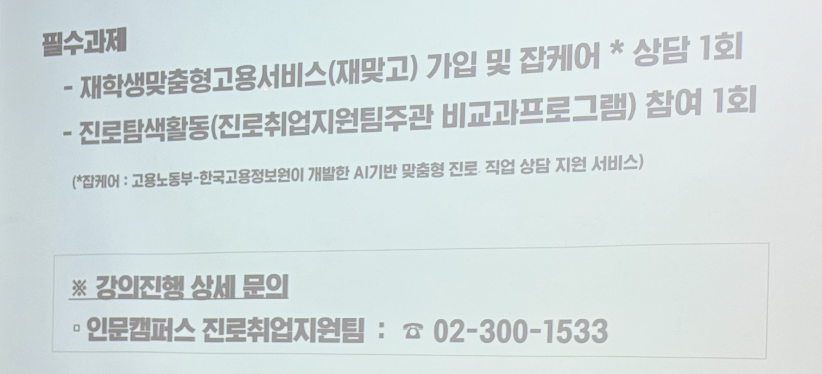 필수과제
- 재학생맞춤형고용서비스(재맞고) 가입 및 잡케어 * 상담 1회
- 진로탐색활동(진로취업지원팀주관 비교과프로그램) 참여 1회
(*잡케어 : 고용노동부-한국고용정보원이 개발한 AI기반 맞춤형 진로. 직업 상담 지원 서비스)
※ 강의진행 상세 문의
▫ 인문캠퍼스 진로취업지원팀 : ☎ 02-300-1533